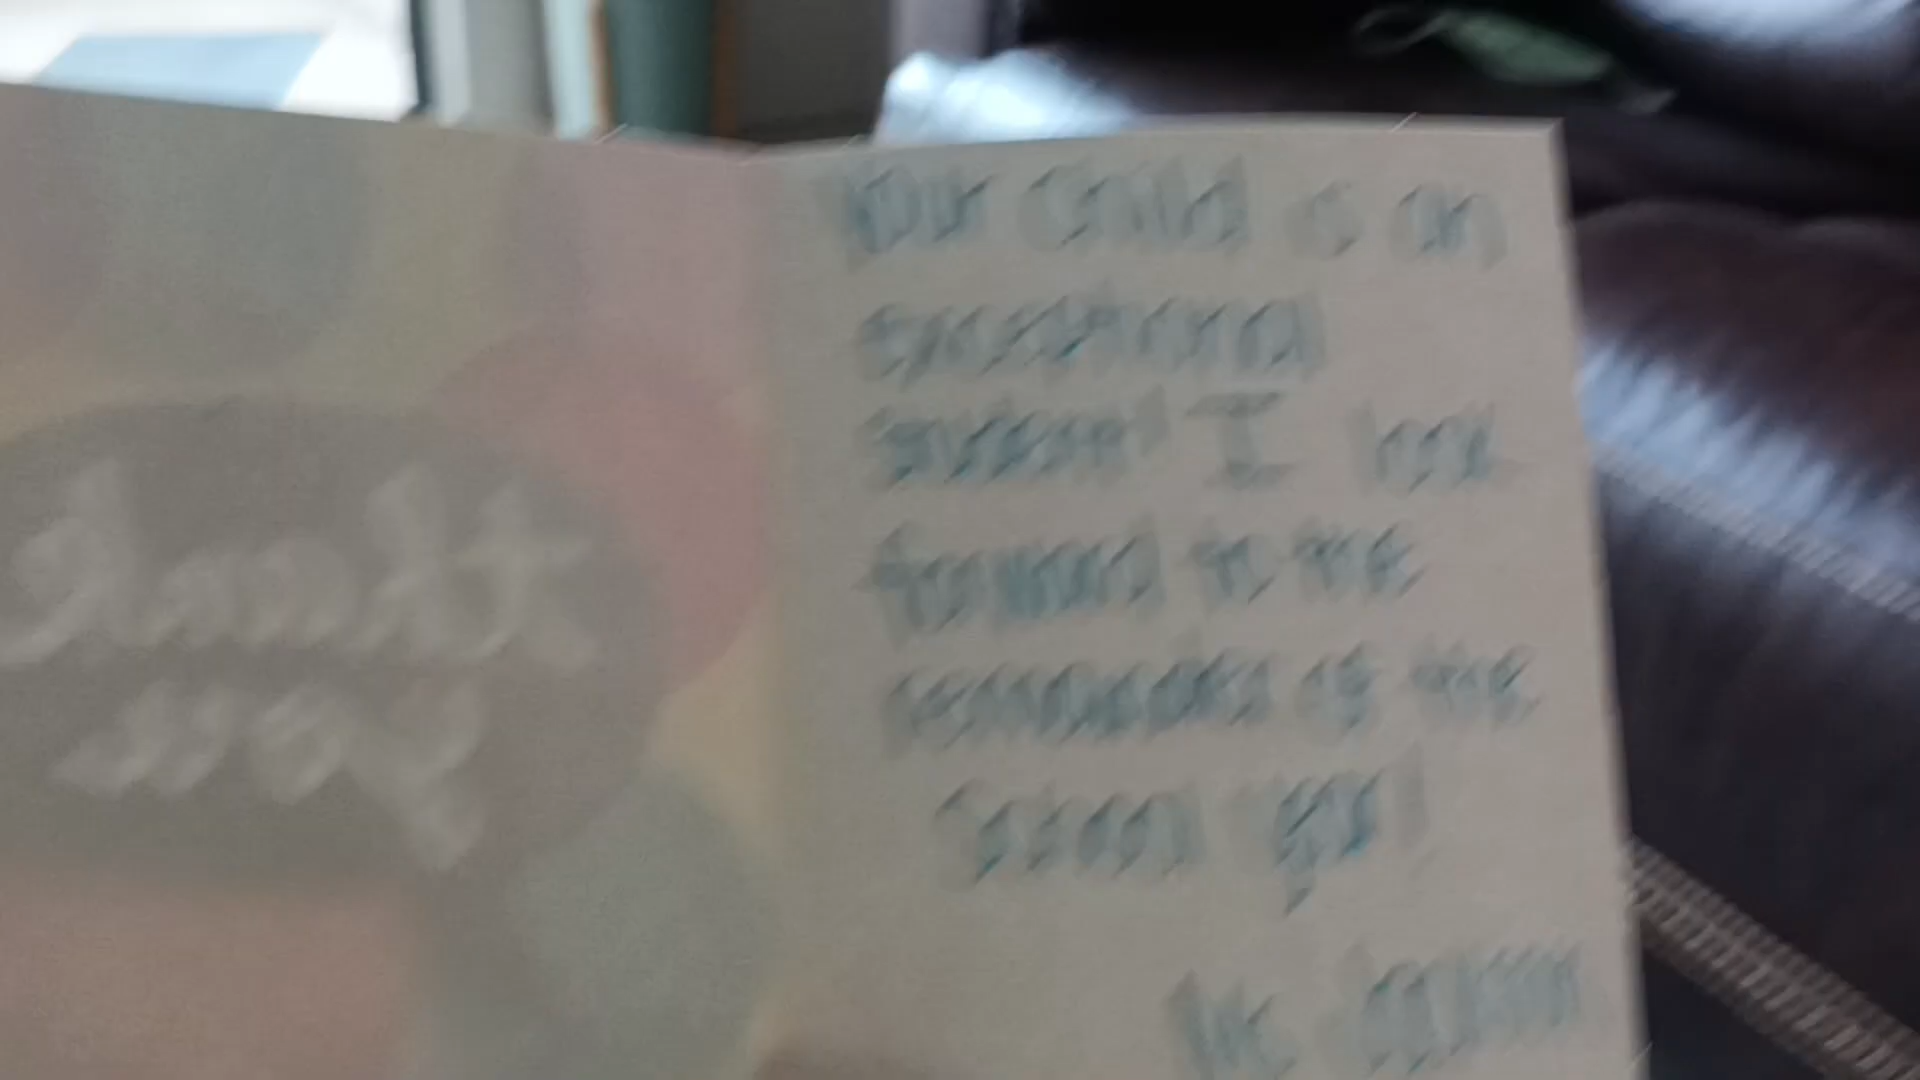 thank
you
Your Child is an
exceptional
student! I look
forward to the
remainder of the
School year!